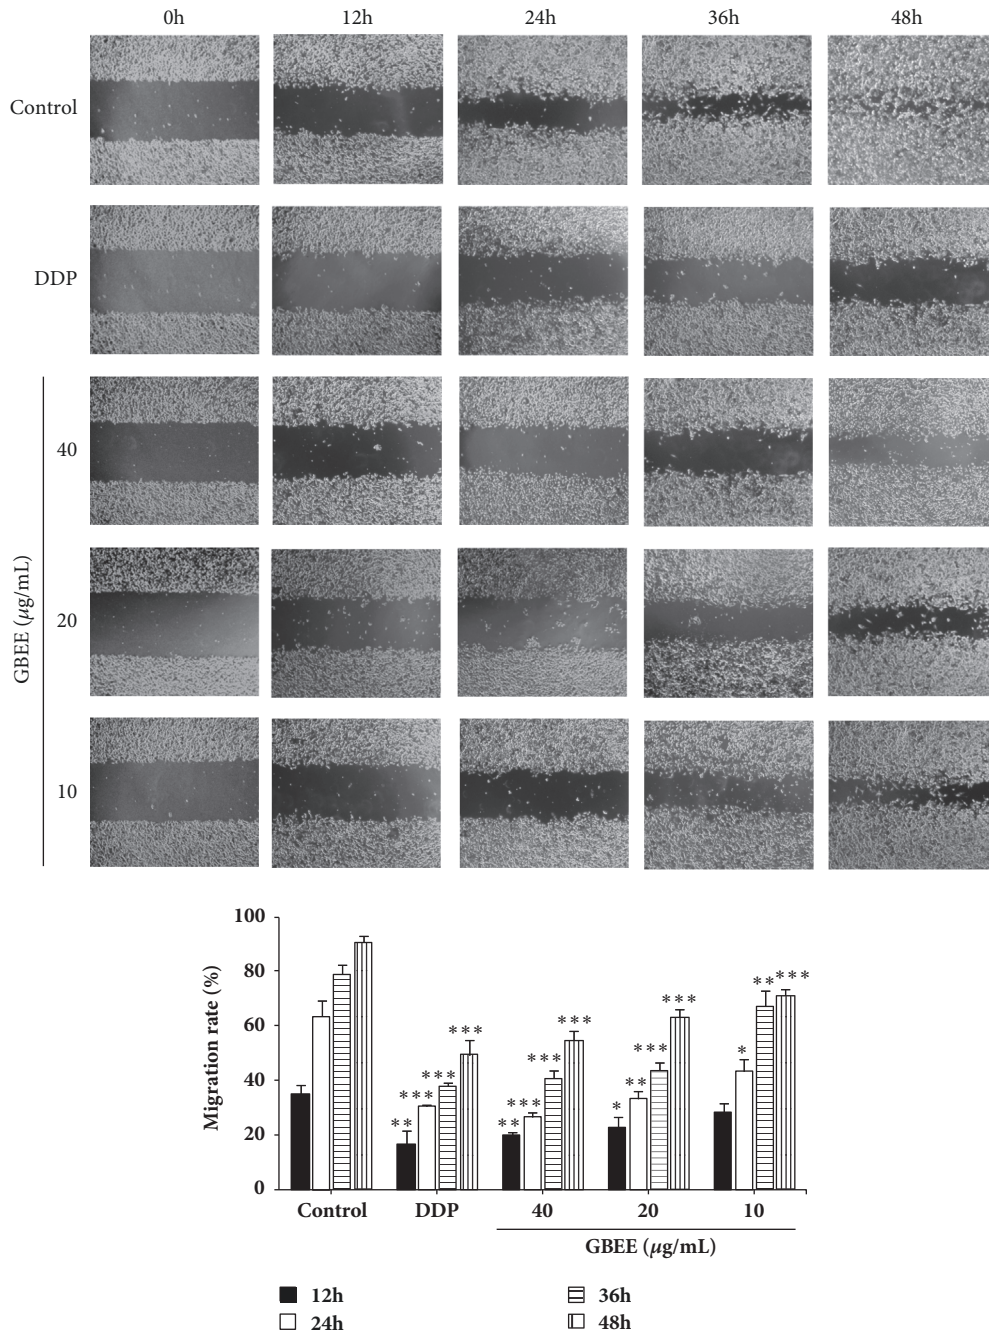 0h 12h 24h 36h 48h
Control
DDP
40
20
10
GBEE (μg/mL)
100
80
60
40
20
0
Migration rate (%)
** *** *** ***
** *** *** ***
* ** *** ***
* ** ***
Control DDP 40 20 10
GBEE (μg/mL)
12h 36h
24h 48h